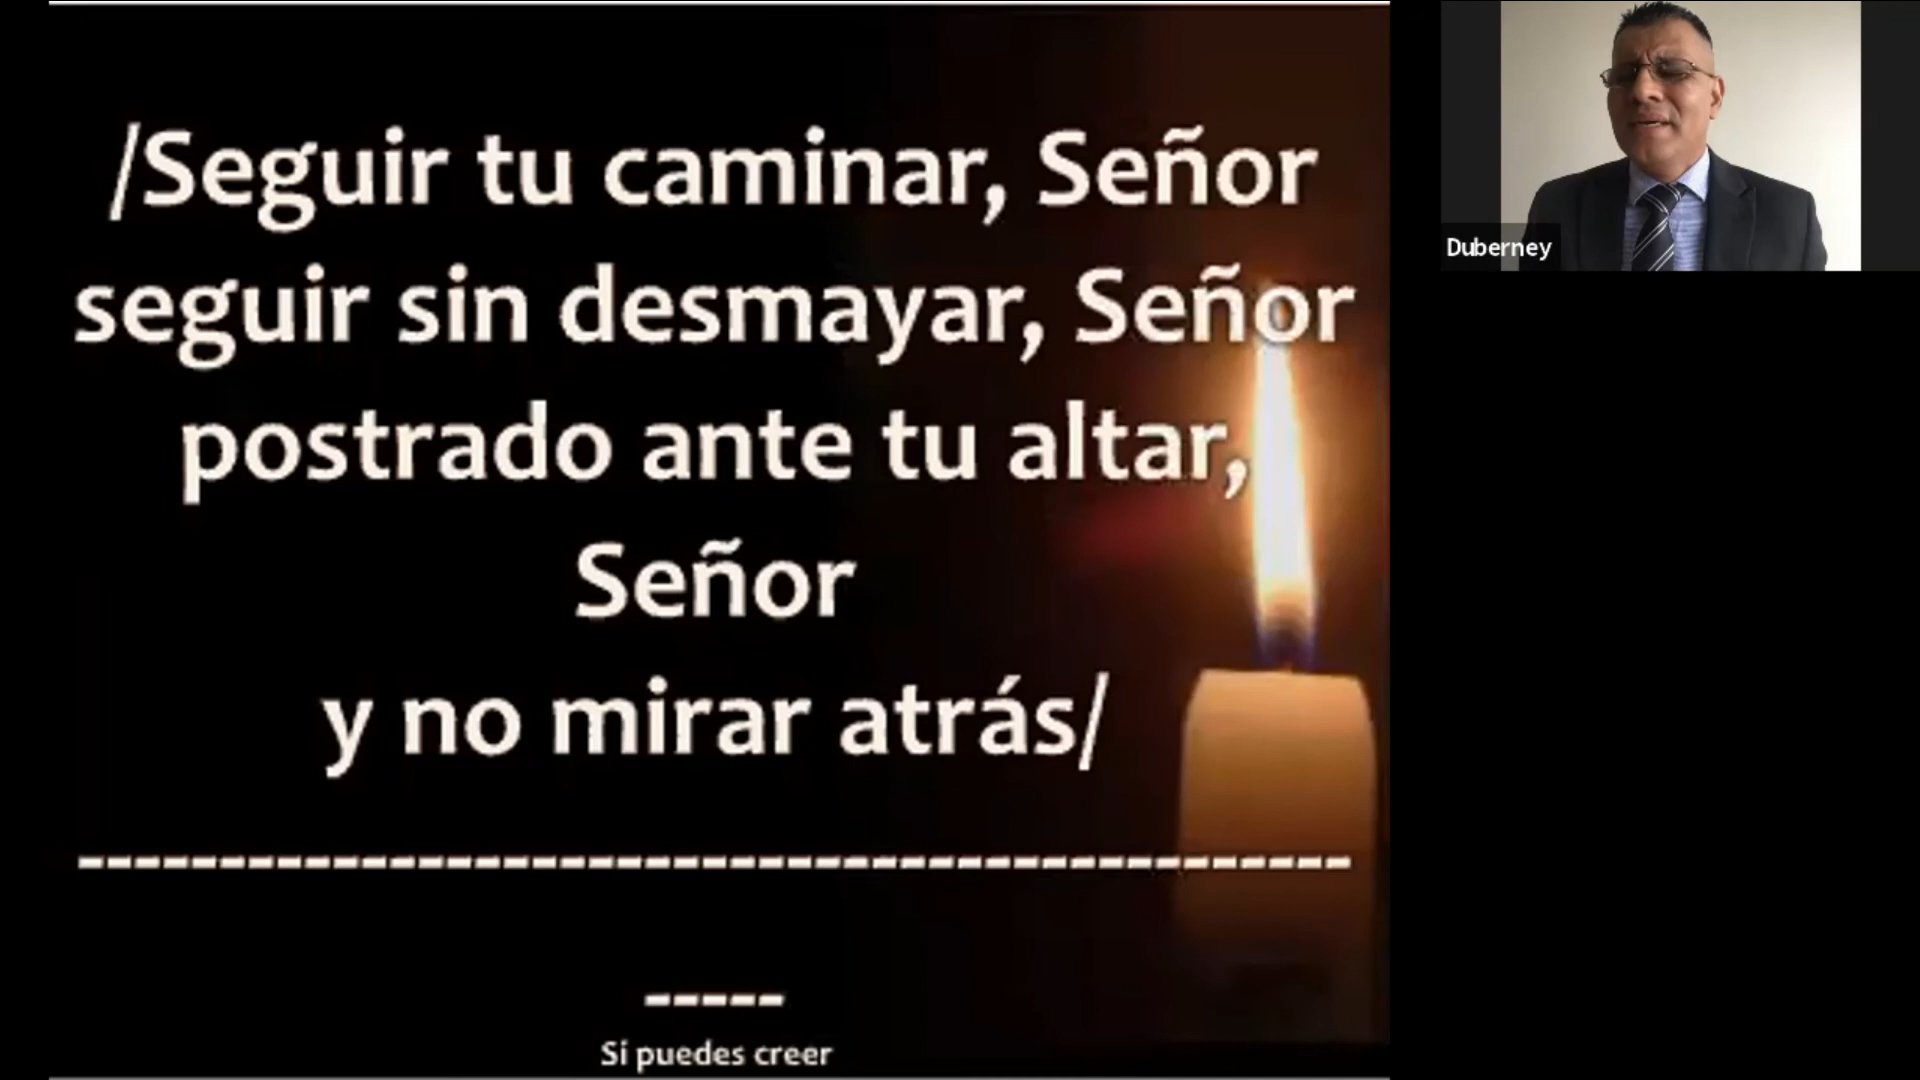 /Seguir tu caminar, Señor
seguir sin desmayar, Señor
postrado ante tu altar,
Señor
y no mirar atrás/
---------------------------------------------
-----
Sí puedes creer
Duberney